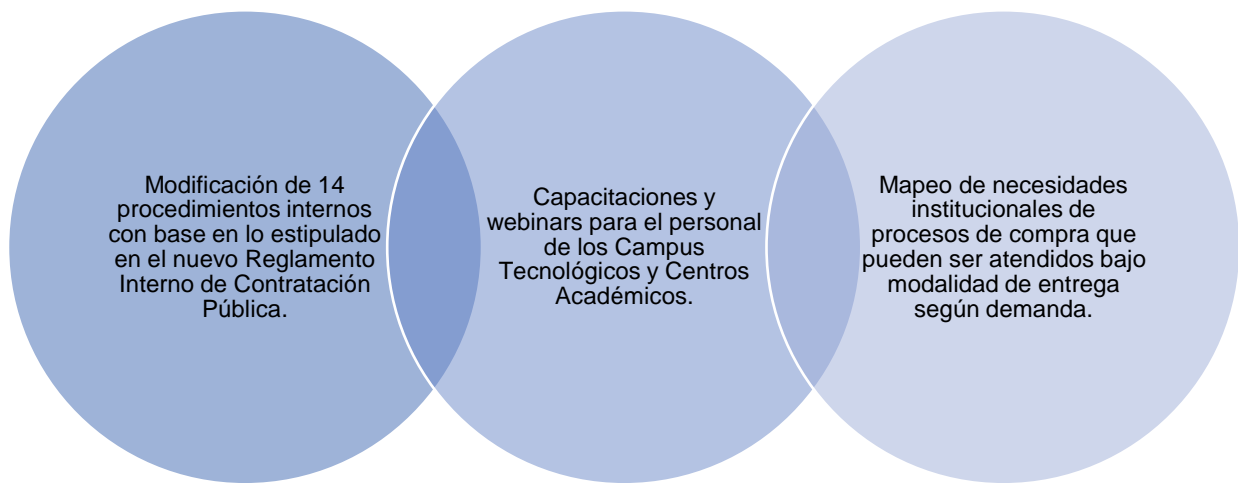 Modificación de 14
procedimientos internos
con base en lo estipulado
en el nuevo Reglamento
Interno de Contratación
Pública.
Capacitaciones y
webinars para el personal
de los Campus
Tecnológicos y Centros
Académicos.
Mapeo de necesidades
institucionales de
procesos de compra que
pueden ser atendidos bajo
modalidad de entrega
según demanda.